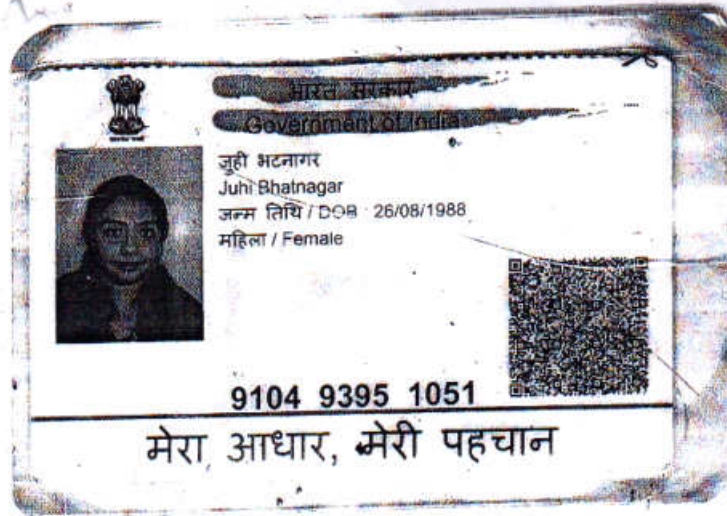 भारत सरकार
Government of India
जुही भटनागर
Juhi Bhatnagar
जन्म तिथि / DOB : 26/08/1988
महिला / Female
9104 9395 1051
मेरा आधार, मेरी पहचान